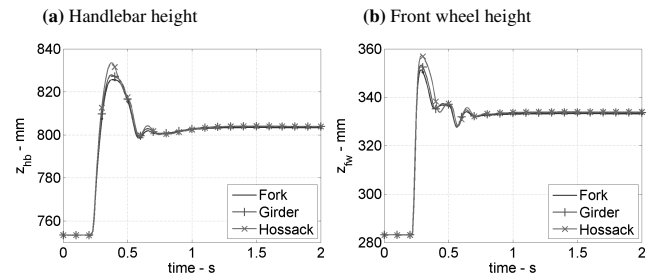 (a) Handlebar height
(b) Front wheel height
840
820
800
780
760
z_hb - mm
0 0.5 1 1.5 2
time - s
Fork
Girder
Hossack
360
340
320
300
280
z_fw - mm
0 0.5 1 1.5 2
time - s
Fork
Girder
Hossack